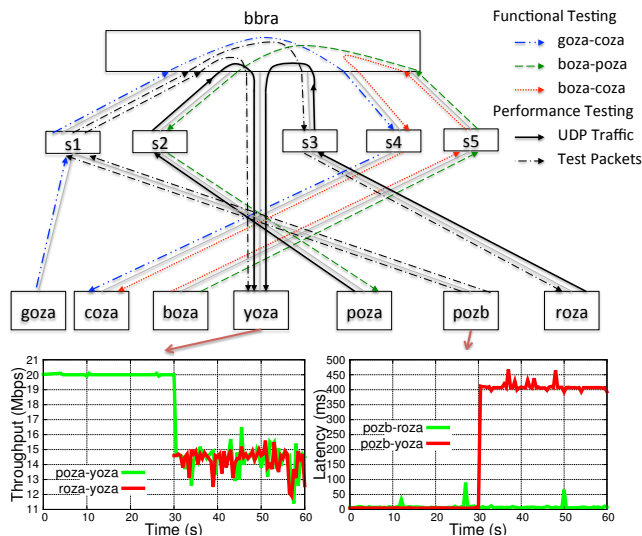 bbra
Functional Testing
goza-coza
boza-poza
boza-coza
Performance Testing
UDP Traffic
Test Packets
s1
s2
s3
s4
s5
goza
coza
boza
yoza
poza
pozb
roza
Throughput (Mbps)
20
19
18
17
16
15
14
13
12
11
poza-yoza
roza-yoza
0
10
20
30
40
50
60
Time (s)
Latency (ms)
500
450
400
350
300
250
200
150
100
50
0
pozb-roza
pozb-yoza
0
10
20
30
40
50
60
Time (s)